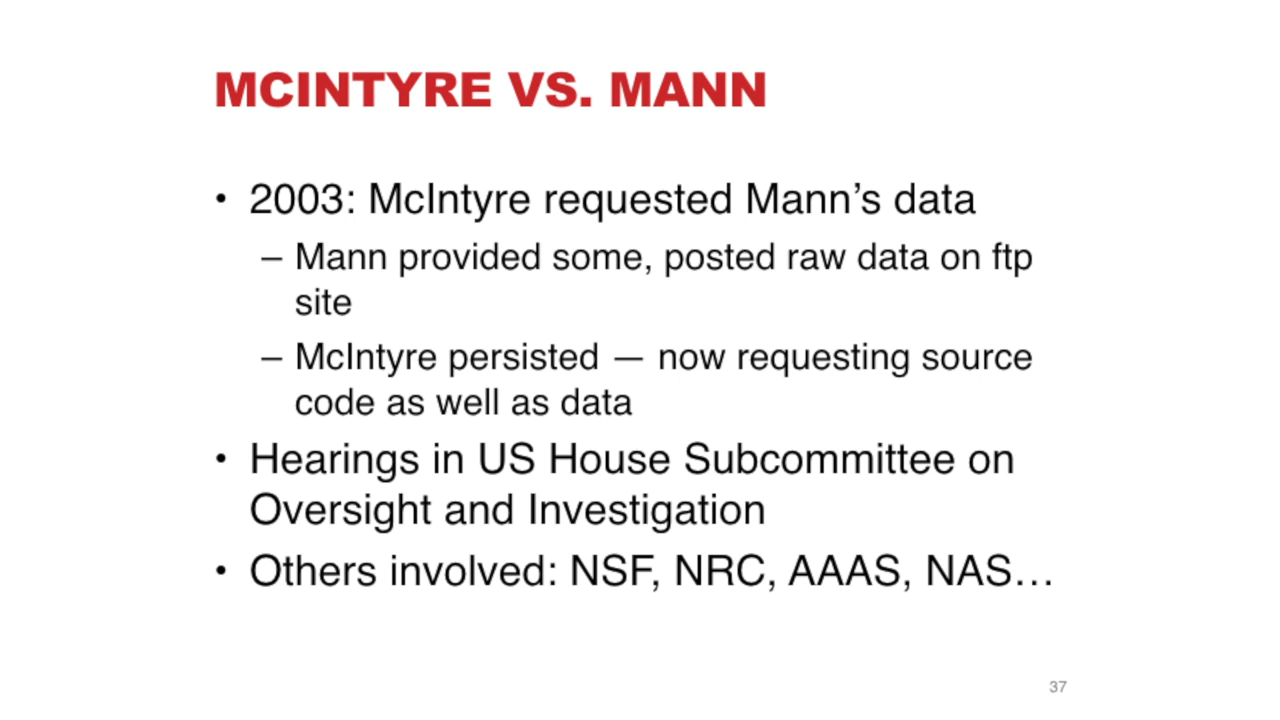 MCINTYRE VS. MANN
• 2003: McIntyre requested Mann’s data
– Mann provided some, posted raw data on ftp
site
– McIntyre persisted — now requesting source
code as well as data
• Hearings in US House Subcommittee on
Oversight and Investigation
• Others involved: NSF, NRC, AAAS, NAS…
37